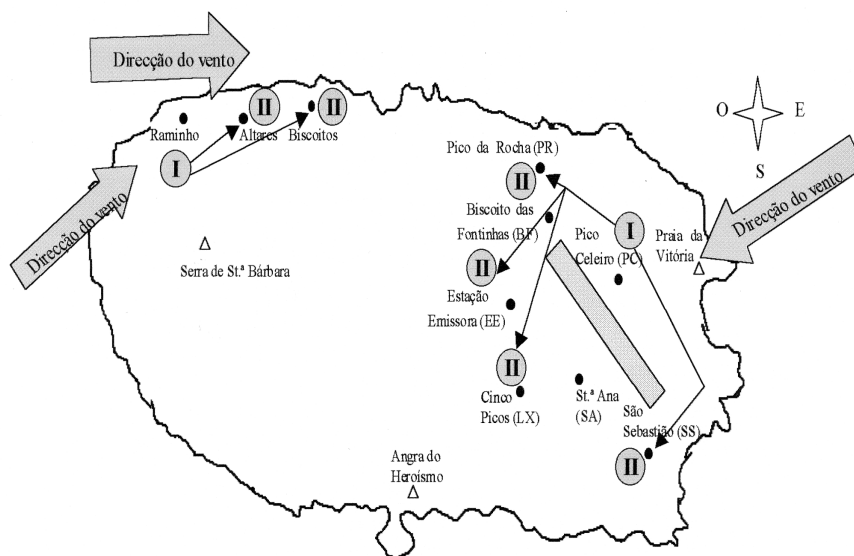 Direcção do vento
II
II
Raminho
Altares
Biscoitos
I
Direcção do vento
Serra de St.ª Bárbara
O
E
S
Pico da Rocha (PR)
II
Biscoito das
Fontinhas (BF)
I
Pico
Celeiro (PC)
Praia da
Vitória
Direcção do vento
II
Estação
Emissora (EE)
II
Cinco
Picos (LX)
St.ª Ana
(SA)
São
Sebastião (SS)
II
Angra do
Heroísmo